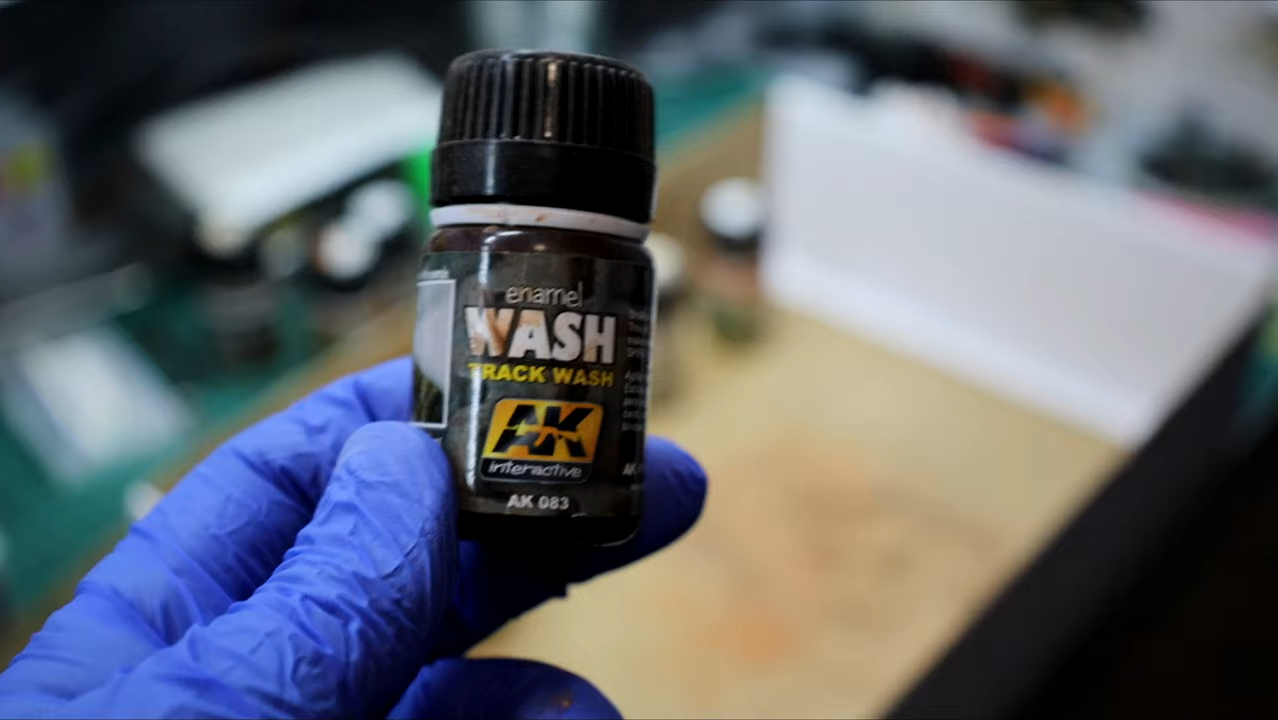 enamel
WASH
TRACK WASH
AK
interactive
AK 083